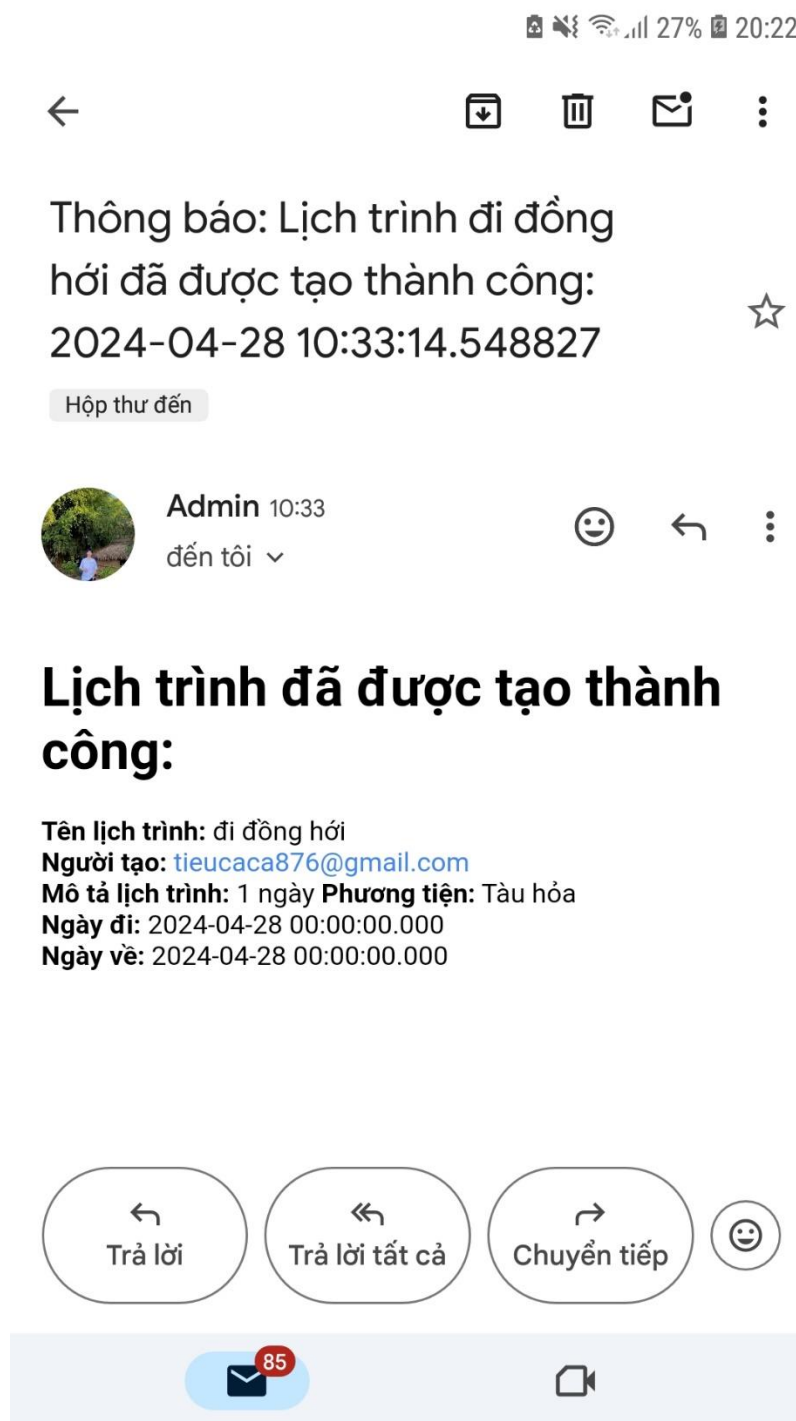 27% 20:22
Thông báo: Lịch trình đi đồng
hới đã được tạo thành công:
2024-04-28 10:33:14.548827
Hộp thư đến
Admin 10:33
đến tôi
Lịch trình đã được tạo thành
công:
Tên lịch trình: đi đồng hới
Người tạo: tieucaca876@gmail.com
Mô tả lịch trình: 1 ngày Phương tiện: Tàu hỏa
Ngày đi: 2024-04-28 00:00:00.000
Ngày về: 2024-04-28 00:00:00.000
Trả lời Trả lời tất cả Chuyển tiếp
85